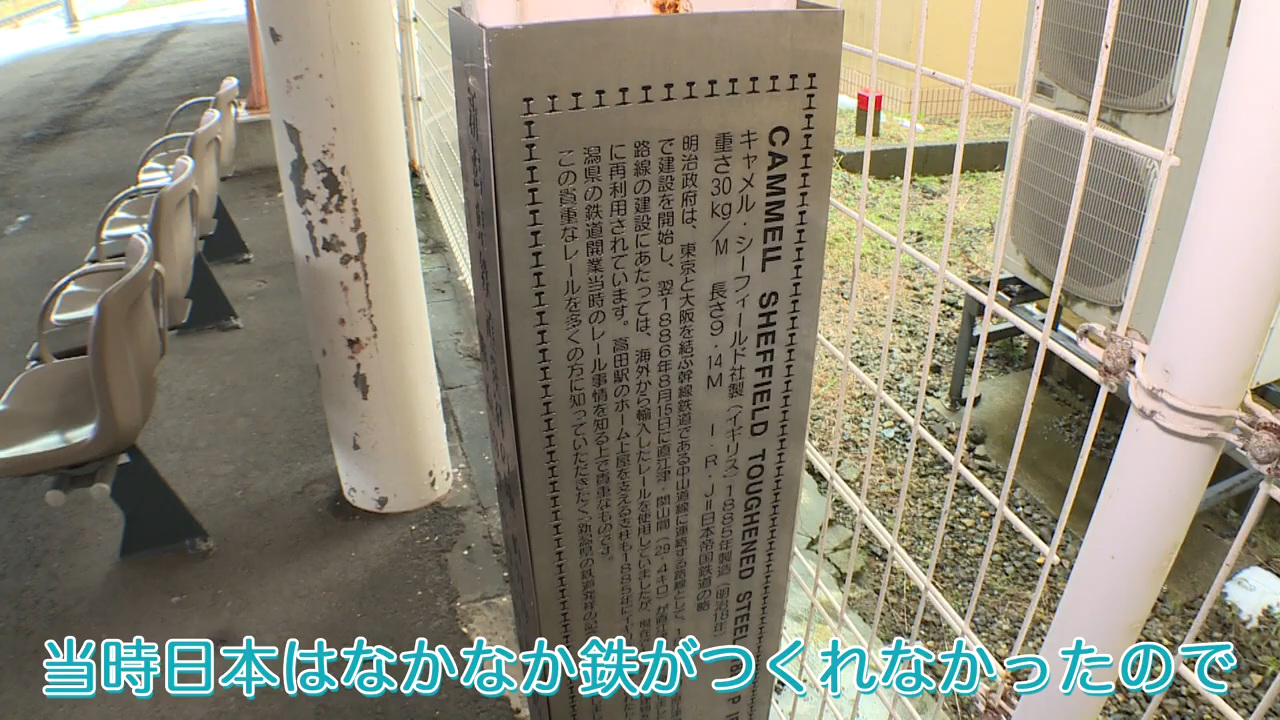 CAMMELL SHEFFIELD TOUGHENED STEEL
キャメル・シーフィールド社製(イギリス)1885年製造(明治18年)
重さ30kg/M 長さ9・14M I・R・J=日本帝国鉄道の略
明治政府は、東京と大阪を結ぶ幹線鉄道である中山道線に連絡する路線として、
で建設を開始し、翌1886年8月15日に直江津・関山間(29・4キロ)
路線の建設にあたっては、海外から輸入したレールを使用していましたが、
に再利用されています。高田駅のホーム上屋を支える支柱も1885年に
潟県の鉄道開業当時のレール事情を知る上で貴重なものです。
この貴重なレールを多くの方に知っていただきたく、新潟県の鉄道発祥の
当時日本はなかなか鉄がつくれなかったので